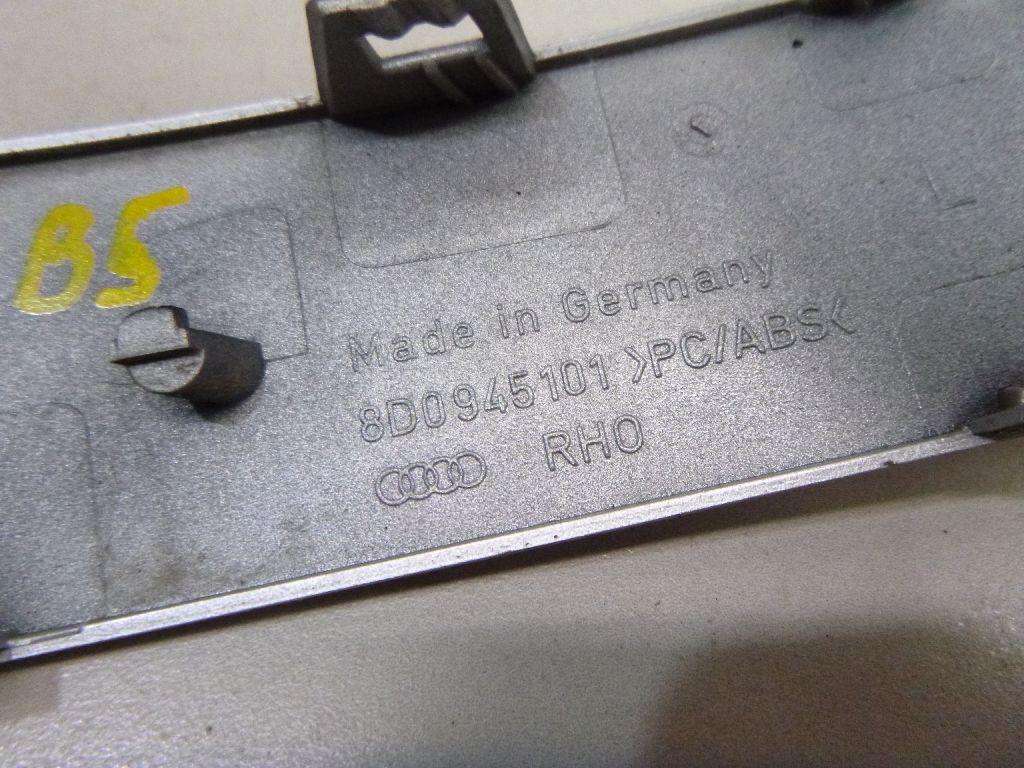 B5
Made in Germany
8D0945101 >PC/ABS<
RHO